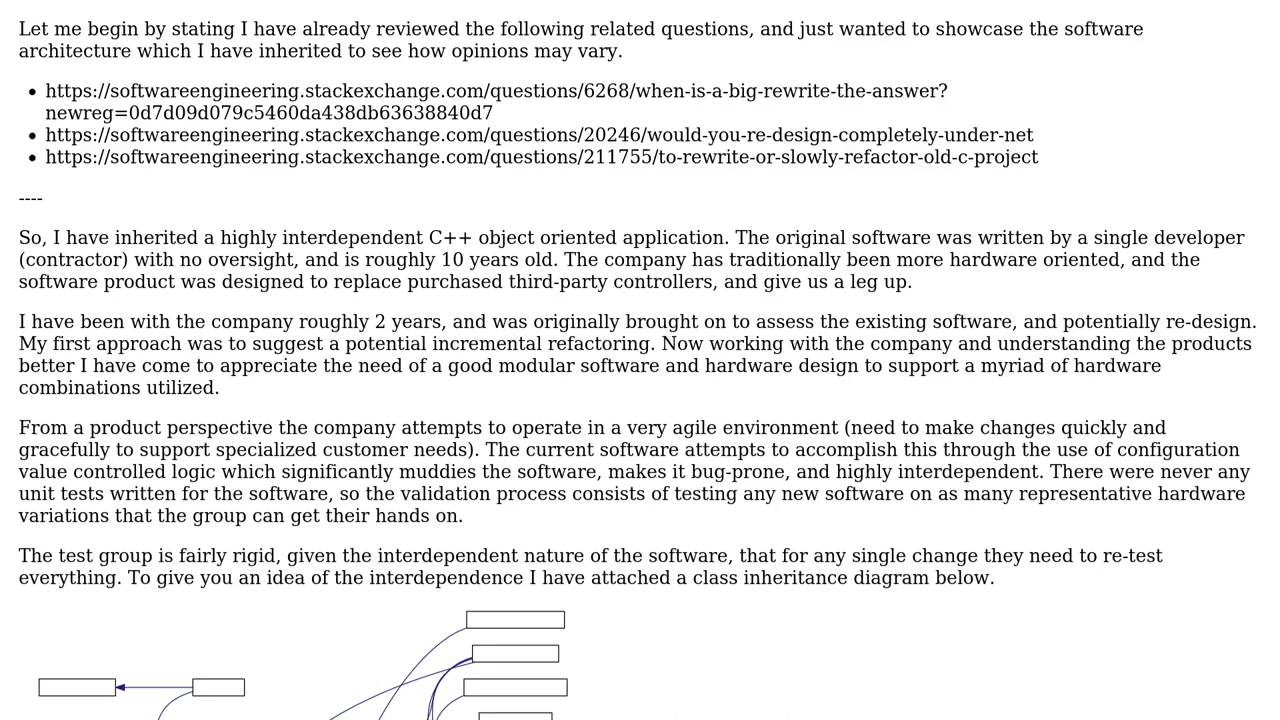 Let me begin by stating I have already reviewed the following related questions, and just wanted to showcase the software
architecture which I have inherited to see how opinions may vary.
• https://softwareengineering.stackexchange.com/questions/6268/when-is-a-big-rewrite-the-answer?
newreg=0d7d09d079c5460da438db63638840d7
• https://softwareengineering.stackexchange.com/questions/20246/would-you-re-design-completely-under-net
• https://softwareengineering.stackexchange.com/questions/211755/to-rewrite-or-slowly-refactor-old-c-project
----
So, I have inherited a highly interdependent C++ object oriented application. The original software was written by a single developer
(contractor) with no oversight, and is roughly 10 years old. The company has traditionally been more hardware oriented, and the
software product was designed to replace purchased third-party controllers, and give us a leg up.
I have been with the company roughly 2 years, and was originally brought on to assess the existing software, and potentially re-design.
My first approach was to suggest a potential incremental refactoring. Now working with the company and understanding the products
better I have come to appreciate the need of a good modular software and hardware design to support a myriad of hardware
combinations utilized.
From a product perspective the company attempts to operate in a very agile environment (need to make changes quickly and
gracefully to support specialized customer needs). The current software attempts to accomplish this through the use of configuration
value controlled logic which significantly muddies the software, makes it bug-prone, and highly interdependent. There were never any
unit tests written for the software, so the validation process consists of testing any new software on as many representative hardware
variations that the group can get their hands on.
The test group is fairly rigid, given the interdependent nature of the software, that for any single change they need to re-test
everything. To give you an idea of the interdependence I have attached a class inheritance diagram below.